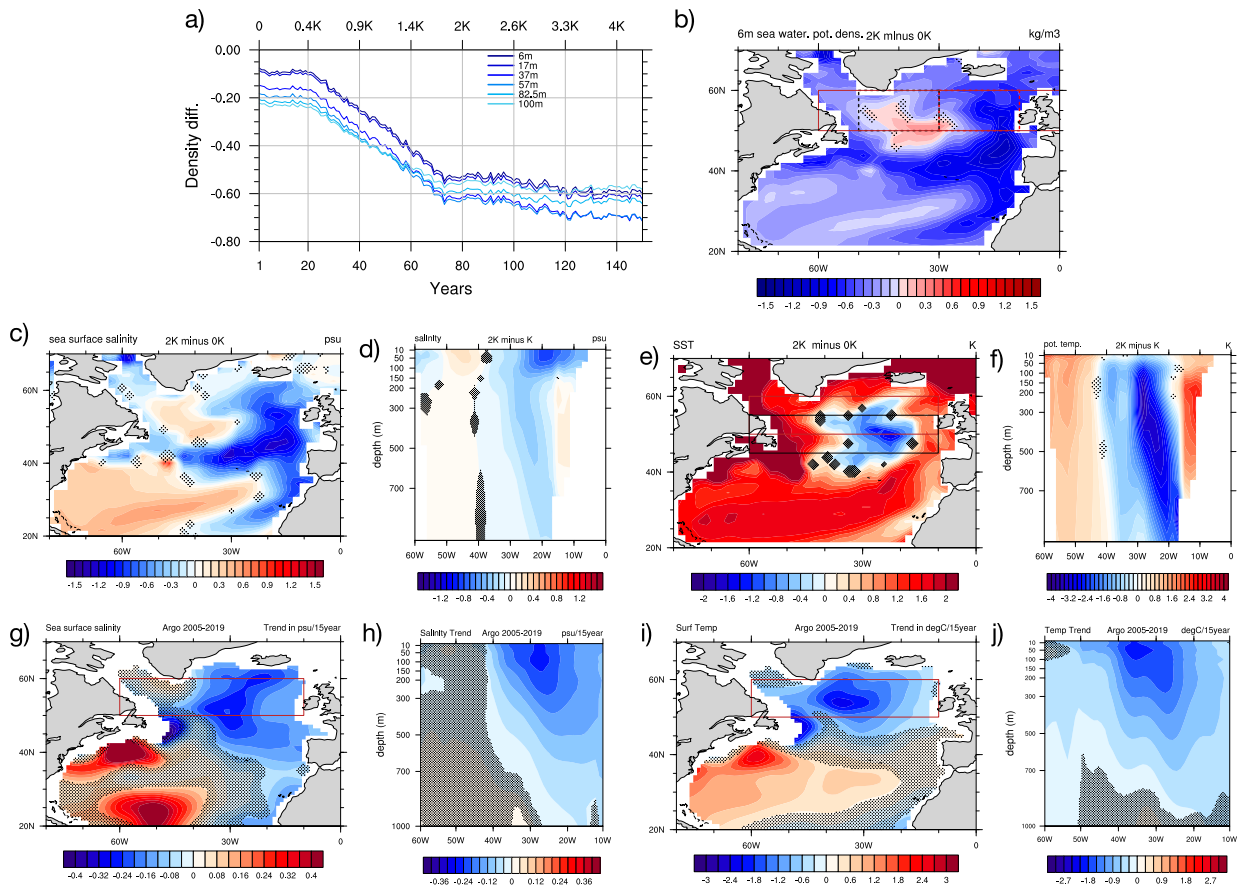 a)
0 0.4K 0.9K 1.4K 2K 2.6K 3.3K 4K
0.00
-0.20
-0.40
-0.60
-0.80
Density diff.
6m
17m
37m
57m
82.5m
100m
1 20 40 60 80 100 120 140
Years
b)
6m sea water. pot. dens. 2K minus 0K kg/m3
60N
40N
20N
60W 30W 0
-1.5 -1.2 -0.9 -0.6 -0.3 0 0.3 0.6 0.9 1.2 1.5
c)
sea surface salinity 2K minus 0K psu
60N
40N
20N
60W 30W 0
-1.5 -1.2 -0.9 -0.6 -0.3 0 0.3 0.6 0.9 1.2 1.5
d)
salinity 2K minus K psu
10
50
100
150
200
300
500
700
depth (m)
60W 50W 40W 30W 20W 10W 0
-1.2 -0.8 -0.4 0 0.4 0.8 1.2
e)
SST 2K minus 0K K
60N
40N
20N
60W 30W 0
-2 -1.6 -1.2 -0.8 -0.4 0 0.4 0.8 1.2 1.6 2
f)
pot. temp. 2K minus K K
10
50
100
150
200
300
500
700
depth (m)
60W 50W 40W 30W 20W 10W 0
-4 -3.2 -2.4 -1.6 -0.8 0 0.8 1.6 2.4 3.2 4
g)
Sea surface salinity Argo 2005-2019 Trend in psu/15year
60N
40N
20N
60W 30W 0
-0.4 -0.32 -0.24 -0.16 -0.08 0 0.08 0.16 0.24 0.32 0.4
h)
Salinity Trend Argo 2005-2019 psu/15year
10
50
100
150
200
300
500
700
1000
depth (m)
60W 50W 40W 30W 20W 10W
-0.36 -0.24 -0.12 0 0.12 0.24 0.36
i)
Surf Temp Argo 2005-2019 Trend in degC/15year
60N
40N
20N
60W 30W 0
-3 -2.4 -1.8 -1.2 -0.6 0 0.6 1.2 1.8 2.4 3
j)
Temp Trend Argo 2005-2019 degC/15year
10
50
100
150
200
300
500
700
1000
depth (m)
60W 50W 40W 30W 20W 10W
-2.7 -1.8 -0.9 0 0.9 1.8 2.7